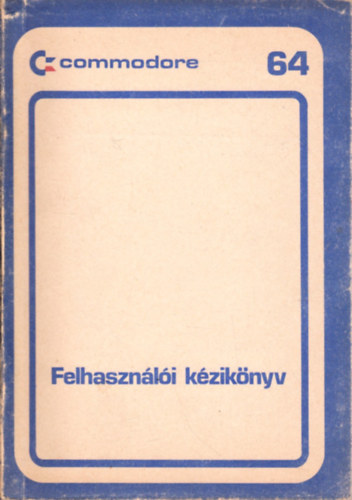 commodore 64
Felhasználói kézikönyv